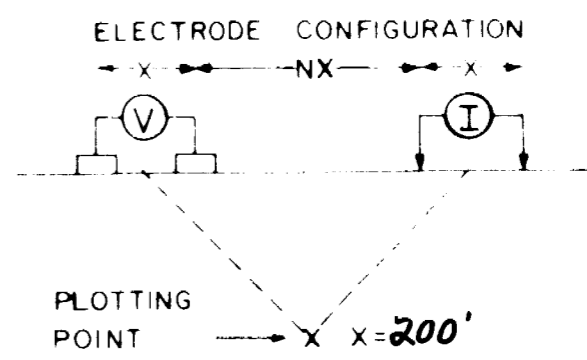 ELECTRODE CONFIGURATION
X NX X
V I
PLOTTING
POINT X X=200'